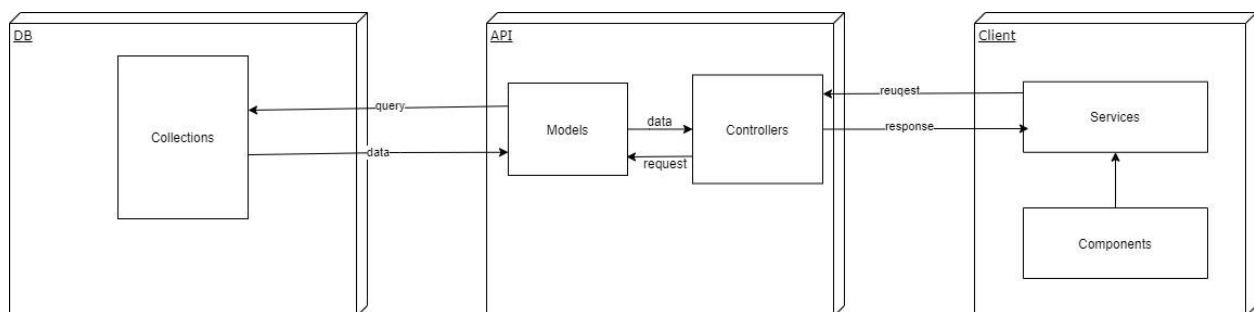 DB
API
Client
Collections
query
data
Models
data
request
Controllers
reuqest
response
Services
Components